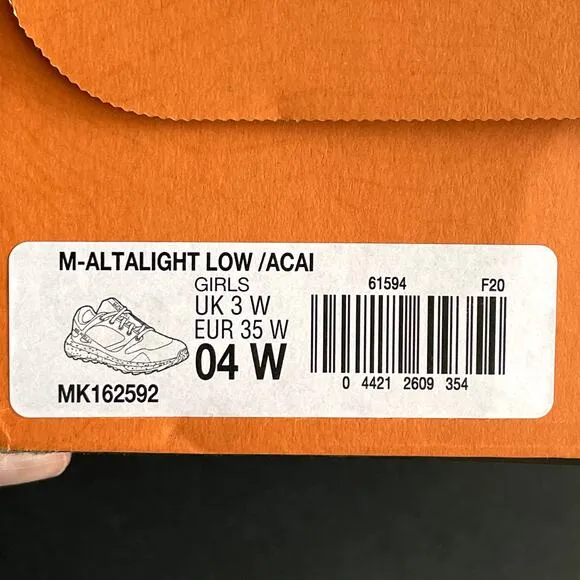 M-ALTALIGHT LOW /ACAI
GIRLS
UK 3 W
EUR 35 W
04 W
MK162592
61594
F20
0 4421 2609 354